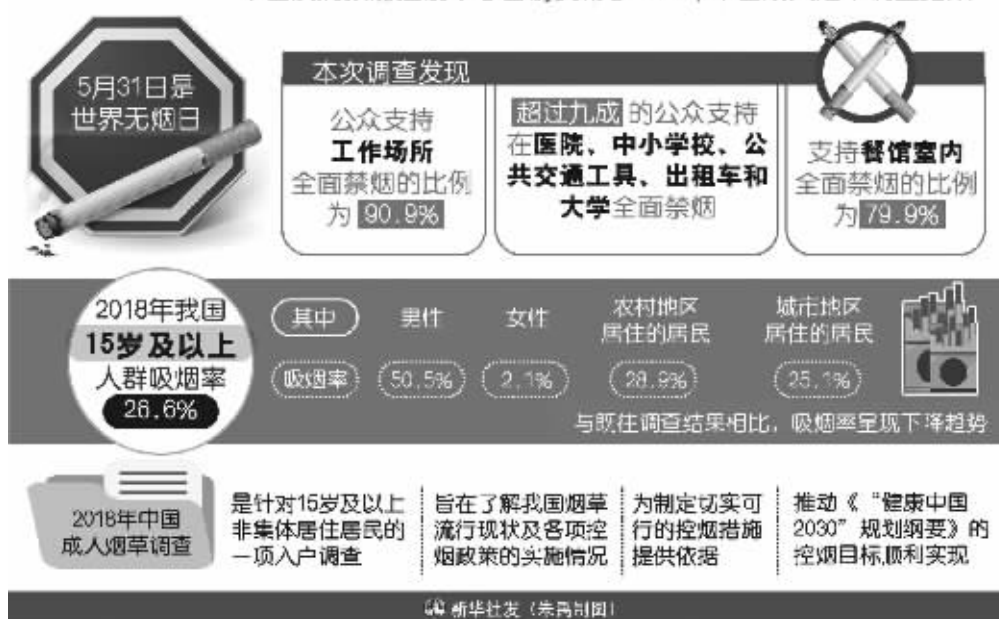 5月31日是
世界无烟日
本次调查发现
公众支持
工作场所
全面禁烟的比例
为 90.9%
超过九成 的公众支持
在医院、中小学校、公
共交通工具、出租车和
大学全面禁烟
支持餐馆室内
全面禁烟的比例
为 79.9%
2018年我国
15岁及以上
人群吸烟率
26.6%
其中 男性 女性 农村地区居住的居民 城市地区居住的居民
吸烟率 50.5% 2.1% 28.9% 25.1%
与既往调查结果相比，吸烟率呈现下降趋势
2018年中国
成人烟草调查
是针对15岁及以上
非集体居住居民的
一项入户调查
旨在了解我国烟草
流行现状及各项控
烟政策的实施情况
为制定切实可
行的控烟措施
提供依据
推动《“健康中国
2030”规划纲要》的
控烟目标顺利实现
新华社发（朱禹制图）